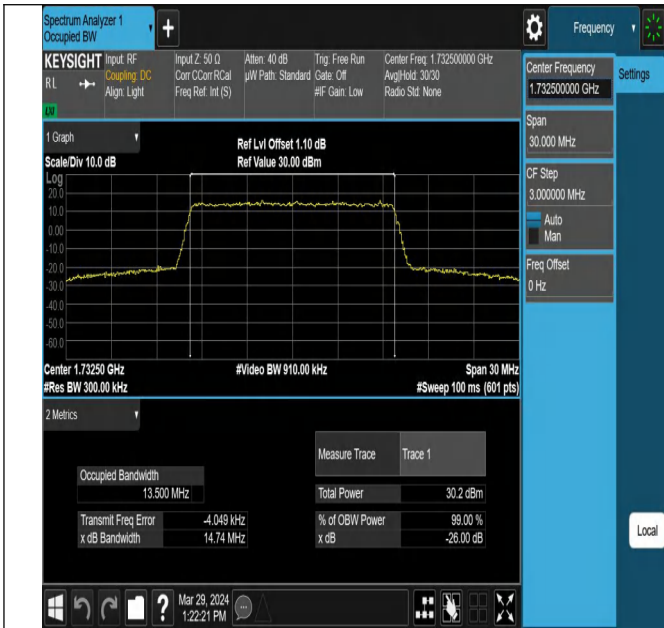 Spectrum Analyzer 1
Occupied BW
+
Frequency
KEYSIGHT
RL
LXI
Input: RF
Coupling: DC
Align: Light
Input Z: 50 Ω
Corr CCorr RCal
Freq Ref: Int (S)
Atten: 40 dB
µW Path: Standard
Trig: Free Run
Gate: Off
#IF Gain: Low
Center Freq: 1.732500000 GHz
Avg|Hold: 30/30
Radio Std: None
Center Frequency
1.732500000 GHz
Settings
Span
30.000 MHz
CF Step
3.000000 MHz
Auto
Man
Freq Offset
0 Hz
Local
1 Graph
Scale/Div 10.0 dB
Ref Lvl Offset 1.10 dB
Ref Value 30.00 dBm
Log
20.0
10.0
0.00
-10.0
-20.0
-30.0
-40.0
-50.0
-60.0
Center 1.73250 GHz
#Res BW 300.00 kHz
#Video BW 910.00 kHz
Span 30 MHz
#Sweep 100 ms (601 pts)
2 Metrics
Occupied Bandwidth
13.500 MHz
Transmit Freq Error -4.049 kHz
x dB Bandwidth 14.74 MHz
Measure Trace Trace 1
Total Power 30.2 dBm
% of OBW Power 99.00 %
x dB -26.00 dB
?
Mar 29, 2024
1:22:21 PM